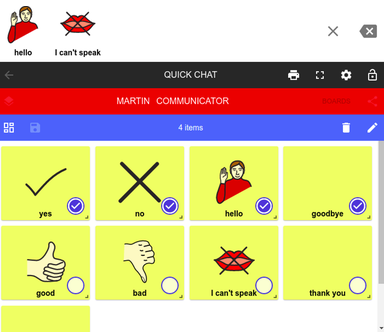 hello I can't speak
QUICK CHAT
MARTIN COMMUNICATOR
4 items
yes no hello goodbye
good bad I can't speak thank you